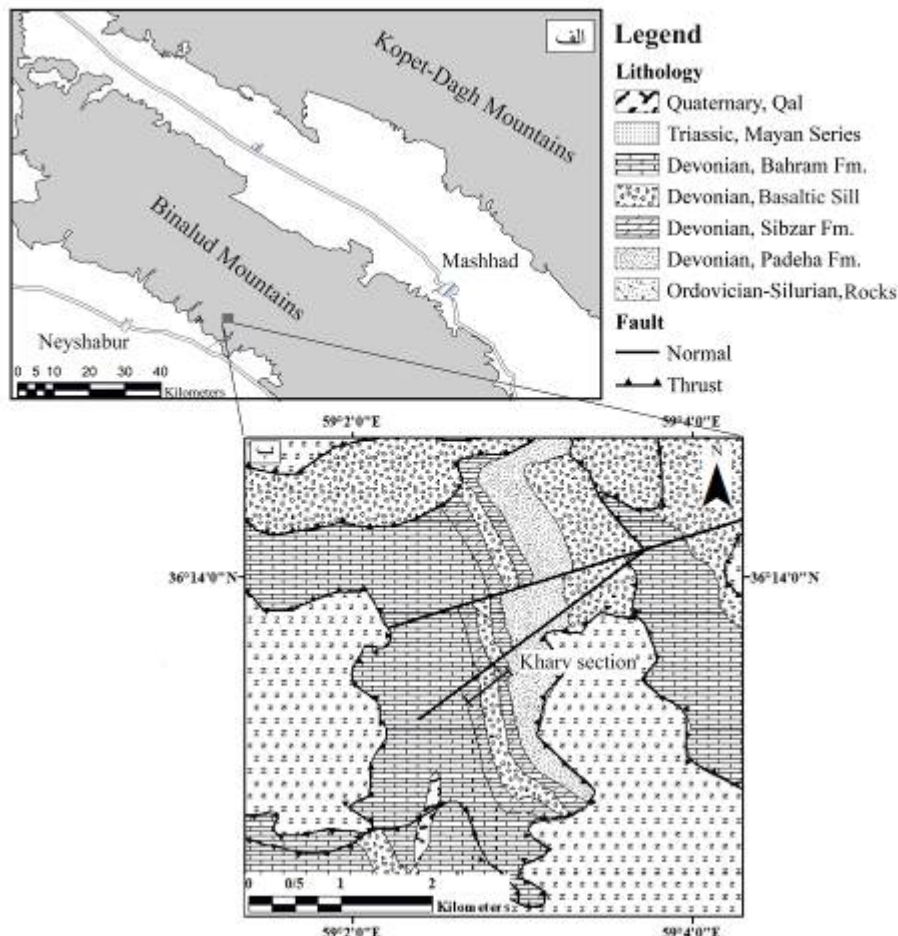 الف
Kopet-Dagh Mountains
Binalud Mountains
Mashhad
Neyshabur
0 5 10 20 30 40
Kilometers
Legend
Lithology
Quaternary, Qal
Triassic, Mayan Series
Devonian, Bahram Fm.
Devonian, Basaltic Sill
Devonian, Sibzar Fm.
Devonian, Padeha Fm.
Ordovician-Silurian, Rocks
Fault
Normal
Thrust
59°2'0"E 59°4'0"E
ب
N
36°14'0"N 36°14'0"N
Kharv section
0 0/5 1 2
Kilometers
59°2'0"E 59°4'0"E